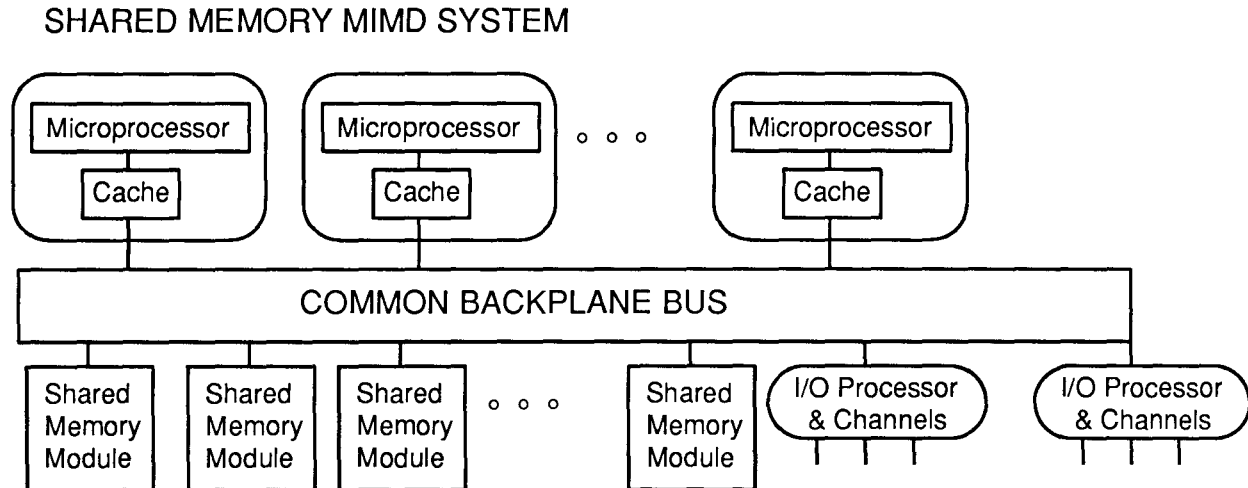 SHARED MEMORY MIMD SYSTEM
Microprocessor
Cache
Microprocessor
Cache
Microprocessor
Cache
COMMON BACKPLANE BUS
Shared
Memory
Module
Shared
Memory
Module
Shared
Memory
Module
Shared
Memory
Module
I/O Processor
& Channels
I/O Processor
& Channels